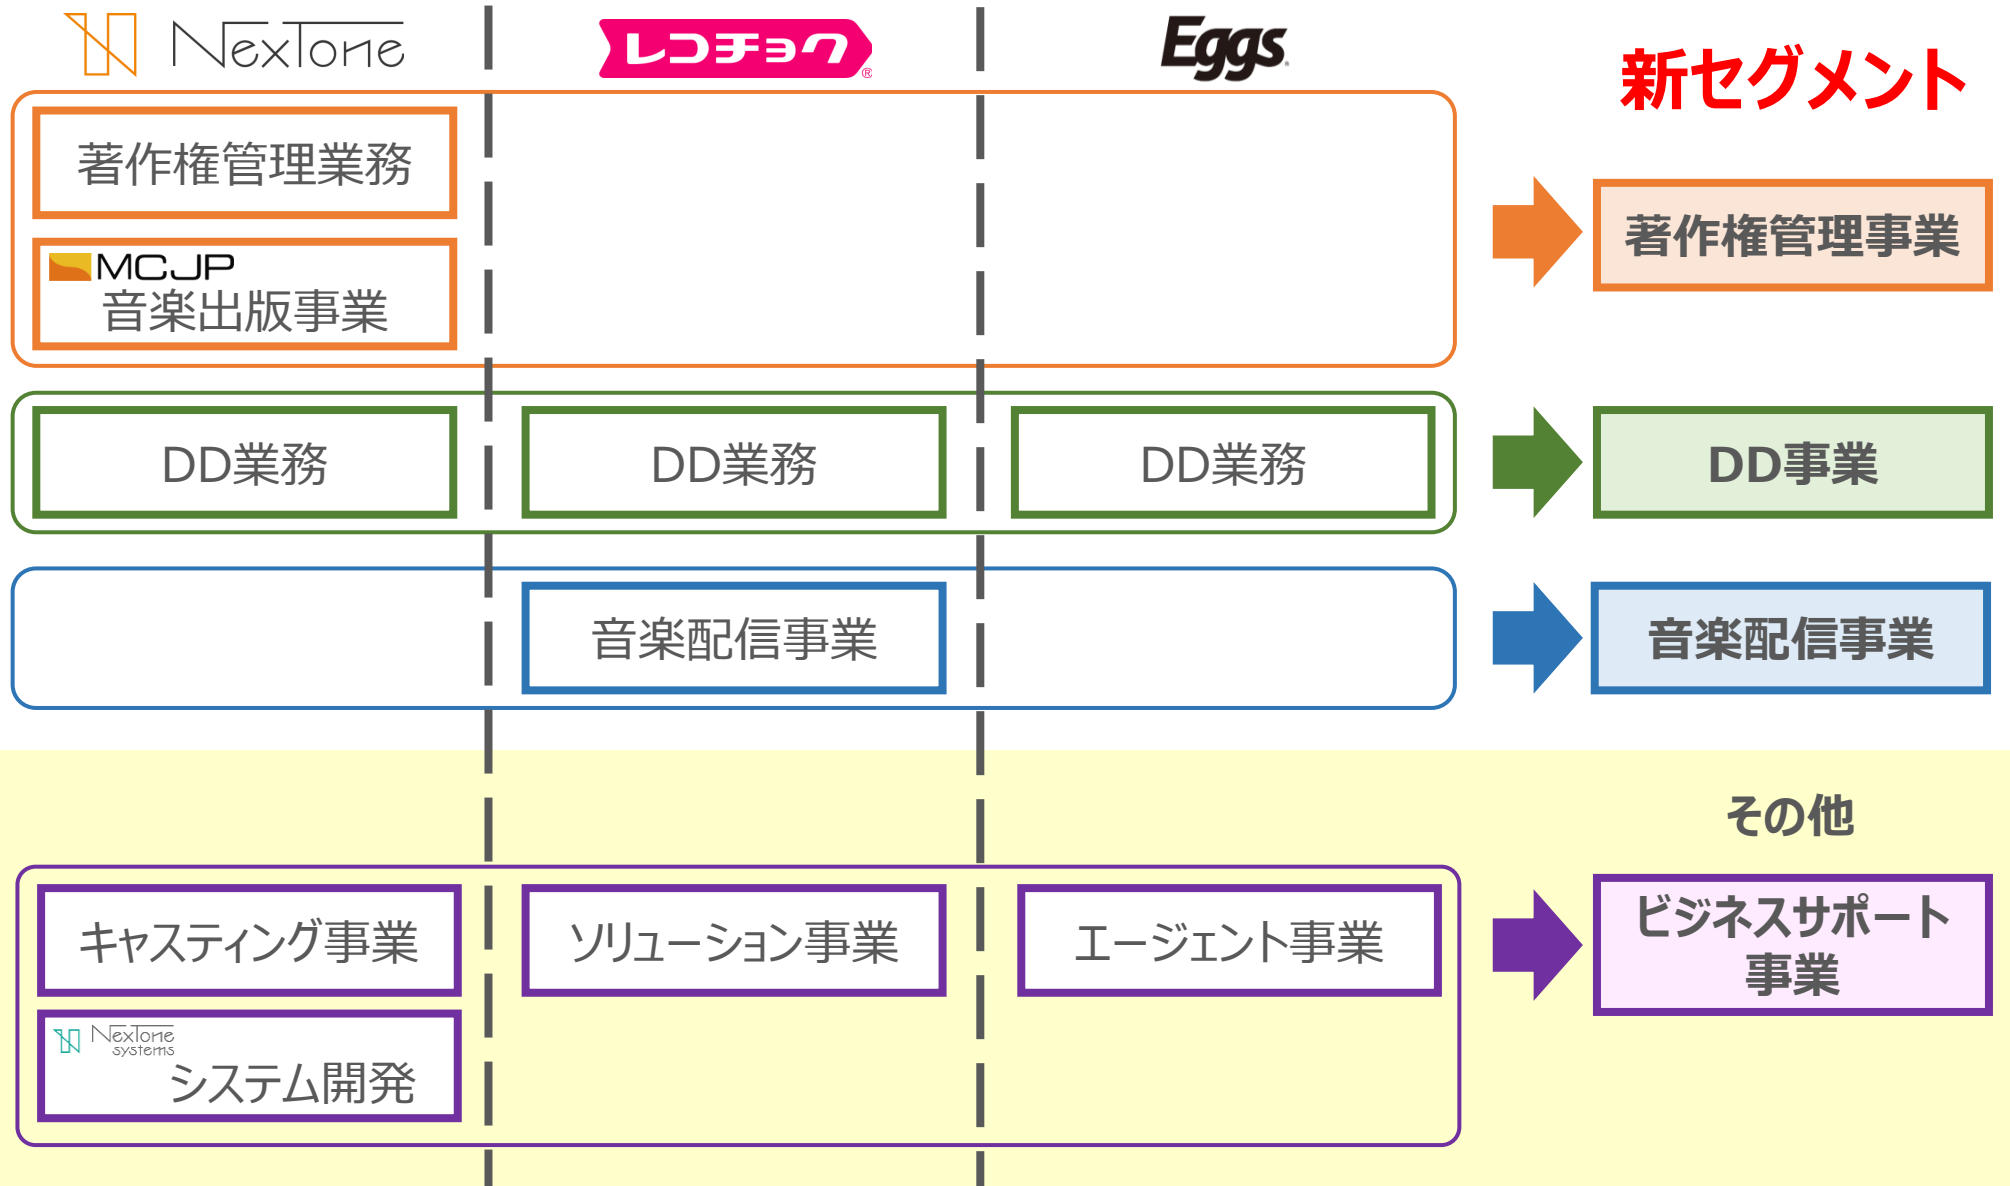 NexTone
レコチョク®
Eggs
新セグメント
著作権管理業務
MCJP
音楽出版事業
著作権管理事業
DD業務
DD業務
DD業務
DD事業
音楽配信事業
音楽配信事業
その他
キャスティング事業
ソリューション事業
エージェント事業
ビジネスサポート
事業
NexTone
systems
システム開発